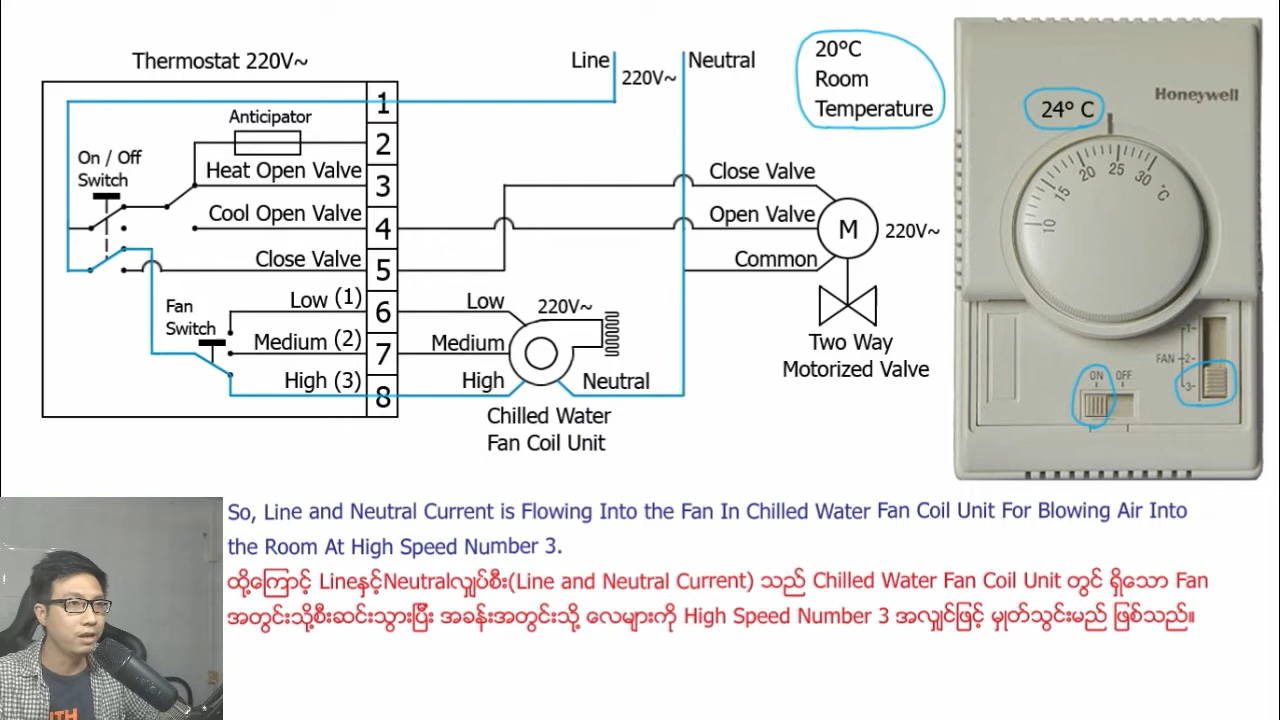 Thermostat 220V~
Line
220V~
Neutral
20°C
Room
Temperature
Honeywell
24° C
1
Anticipator
2
On / Off
Switch
Heat Open Valve
3
Close Valve
Cool Open Valve
4
Open Valve
M
220V~
Close Valve
5
Common
10
15
20
25
30
°C
Fan
Switch
Low (1)
6
Low
220V~
Medium (2)
7
Medium
Two Way
Motorized Valve
High (3)
8
High
Neutral
Chilled Water
Fan Coil Unit
-1-
FAN -2-
-3-
ON OFF
So, Line and Neutral Current is Flowing Into the Fan In Chilled Water Fan Coil Unit For Blowing Air Into
the Room At High Speed Number 3.
ထို့ကြောင့် Lineနှင့်Neutralလျှပ်စီး(Line and Neutral Current) သည် Chilled Water Fan Coil Unit တွင် ရှိသော Fan
အတွင်းသို့စီးဆင်းသွားပြီး အခန်းအတွင်းသို့ လေများကို High Speed Number 3 အလျှင်ဖြင့် မှုတ်သွင်းမည် ဖြစ်သည်။